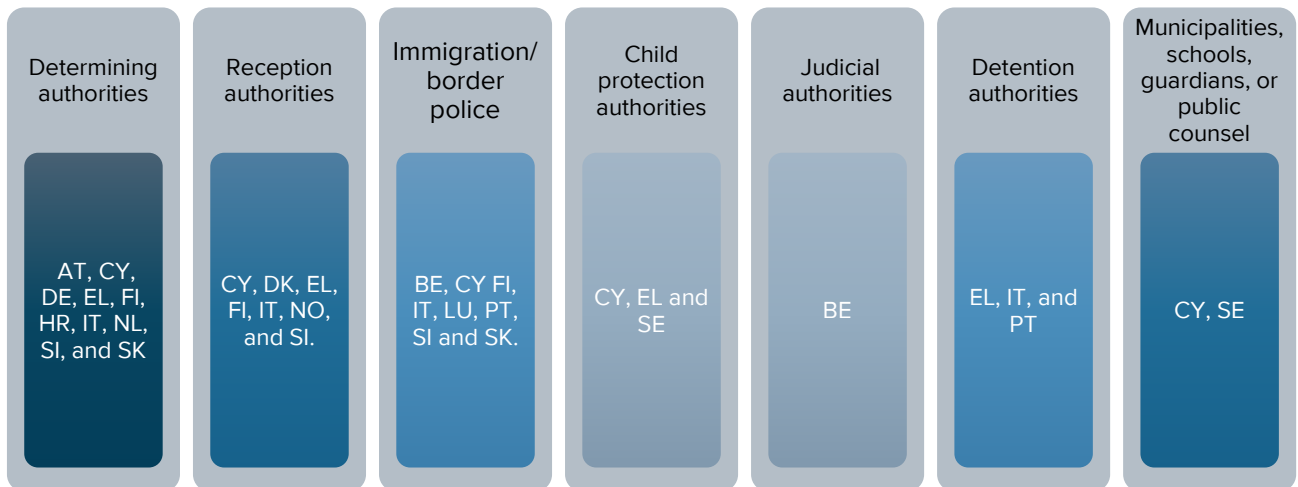 Determining
authorities
AT, CY,
DE, EL, FI,
HR, IT, NL,
SI, and SK
Reception
authorities
CY, DK, EL,
FI, IT, NO,
and SI.
Immigration/
border
police
BE, CY FI,
IT, LU, PT,
SI and SK.
Child
protection
authorities
CY, EL and
SE
Judicial
authorities
BE
Detention
authorities
EL, IT, and
PT
Municipalities,
schools,
guardians, or
public
counsel
CY, SE